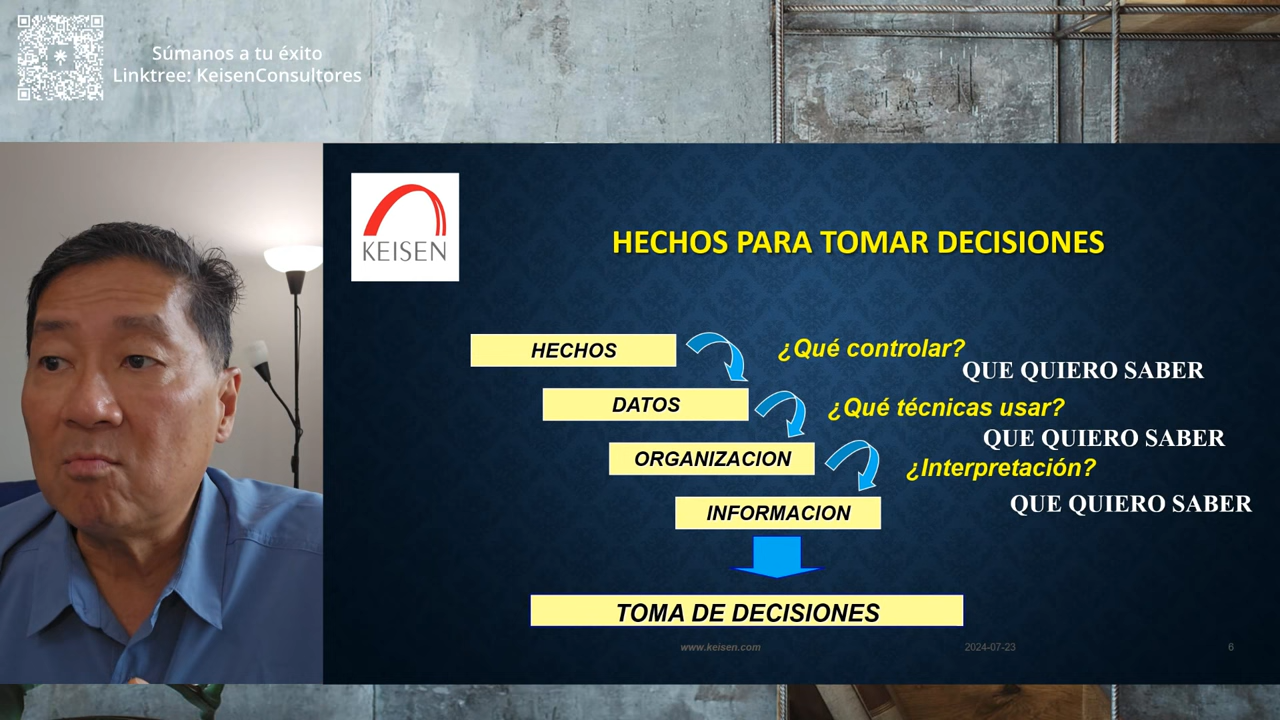 Súmanos a tu éxito
Linktree: KeisenConsultores
KEISEN
HECHOS PARA TOMAR DECISIONES
HECHOS
¿Qué controlar?
QUE QUIERO SABER
DATOS
¿Qué técnicas usar?
QUE QUIERO SABER
ORGANIZACION
¿Interpretación?
QUE QUIERO SABER
INFORMACION
TOMA DE DECISIONES
www.keisen.com
2024-07-23
6